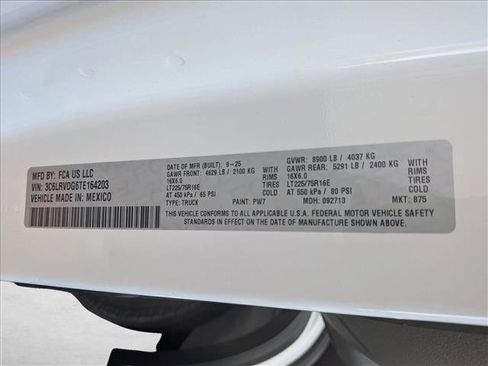 MFD BY: FCA US LLC
VIN: 3C6LRVDG6TE164203
VEHICLE MADE IN: MEXICO
DATE OF MFR (BUILT): 9-25
GAWR FRONT: 4629 LB / 2100 KG
WITH
16X6.0
RIMS
LT225/75R16E
TIRES
AT 450 kPa / 65 PSI
COLD
TYPE: TRUCK
PAINT: PW7
GVWR: 8900 LB / 4037 KG
GAWR REAR: 5291 LB / 2400 KG
WITH
16X6.0
RIMS
LT225/75R16E
TIRES
AT 550 kPa / 80 PSI
COLD
MDH: 092713
MKT: 875
THIS VEHICLE CONFORMS TO ALL APPLICABLE U.S.A. FEDERAL MOTOR VEHICLE SAFETY
STANDARDS IN EFFECT ON THE DATE OF MANUFACTURE SHOWN ABOVE